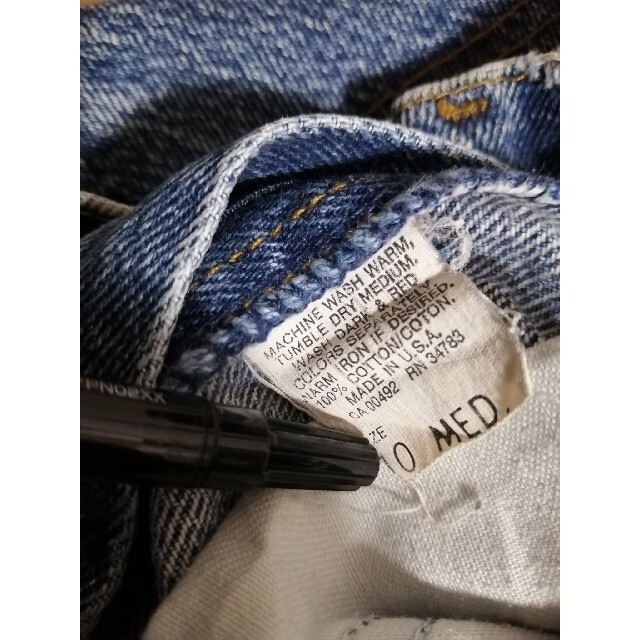 MACHINE WASH WARM,
TUMBLE DRY MEDIUM.
WASH DARK & RED
COLORS SEPARATELY.
WARM IRON IF DESIRED.
100% COTTON/COTON.
MADE IN U.S.A.
CA 00492 RN 34783
0 MED.